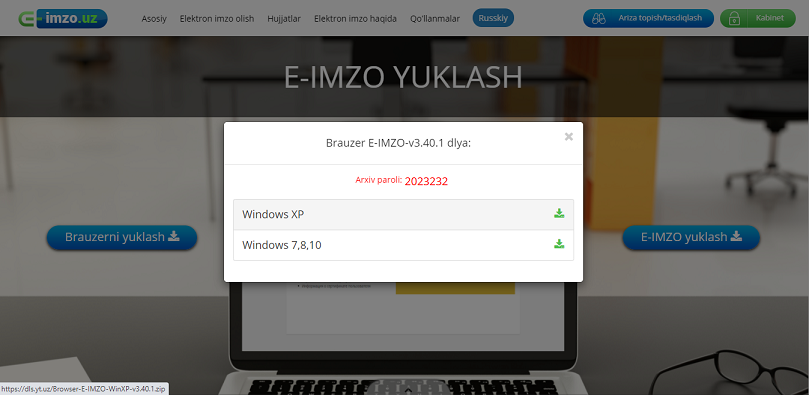 E-imzo.uz
Asosiy Elektron imzo olish Hujjatlar Elektron imzo haqida Qo'llanmalar Russkiy Ariza topish/tasdiqlash Kabinet
E-IMZO YUKLASH
Brauzer E-IMZO-v3.40.1 dlya:
×
Arxiv paroli: 2023232
Windows XP
Windows 7,8,10
Brauzerni yuklash
E-IMZO yuklash
https://dls.yt.uz/Browser-E-IMZO-WinXP-v3.40.1.zip